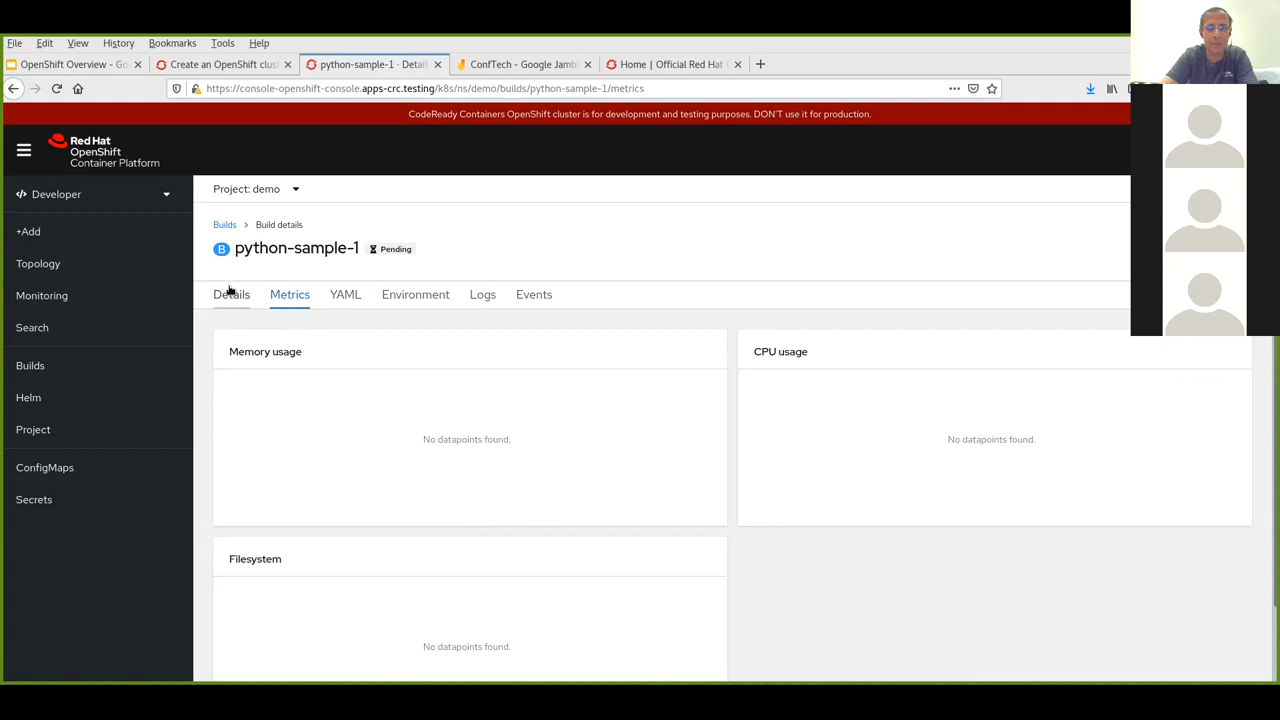 File Edit View History Bookmarks Tools Help
OpenShift Overview - Go
Create an OpenShift clust
python-sample-1 · Detail
ConfTech - Google Jamb
Home | Official Red Hat O
https://console-openshift-console.apps-crc.testing/k8s/ns/demo/builds/python-sample-1/metrics
CodeReady Containers OpenShift cluster is for development and testing purposes. DON'T use it for production.
Red Hat
OpenShift
Container Platform
Developer
+Add
Topology
Monitoring
Search
Builds
Helm
Project
ConfigMaps
Secrets
Project: demo
Builds > Build details
B python-sample-1 Pending
Details Metrics YAML Environment Logs Events
Memory usage
No datapoints found.
CPU usage
No datapoints found.
Filesystem
No datapoints found.